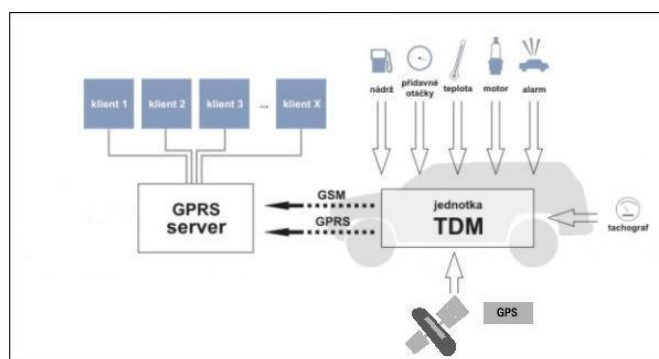 klient 1 klient 2 klient 3 ... klient X
nádrž přídavné otáčky teplota motor alarm
GSM
GPRS server
GPRS
jednotka
TDM
tachograf
GPS